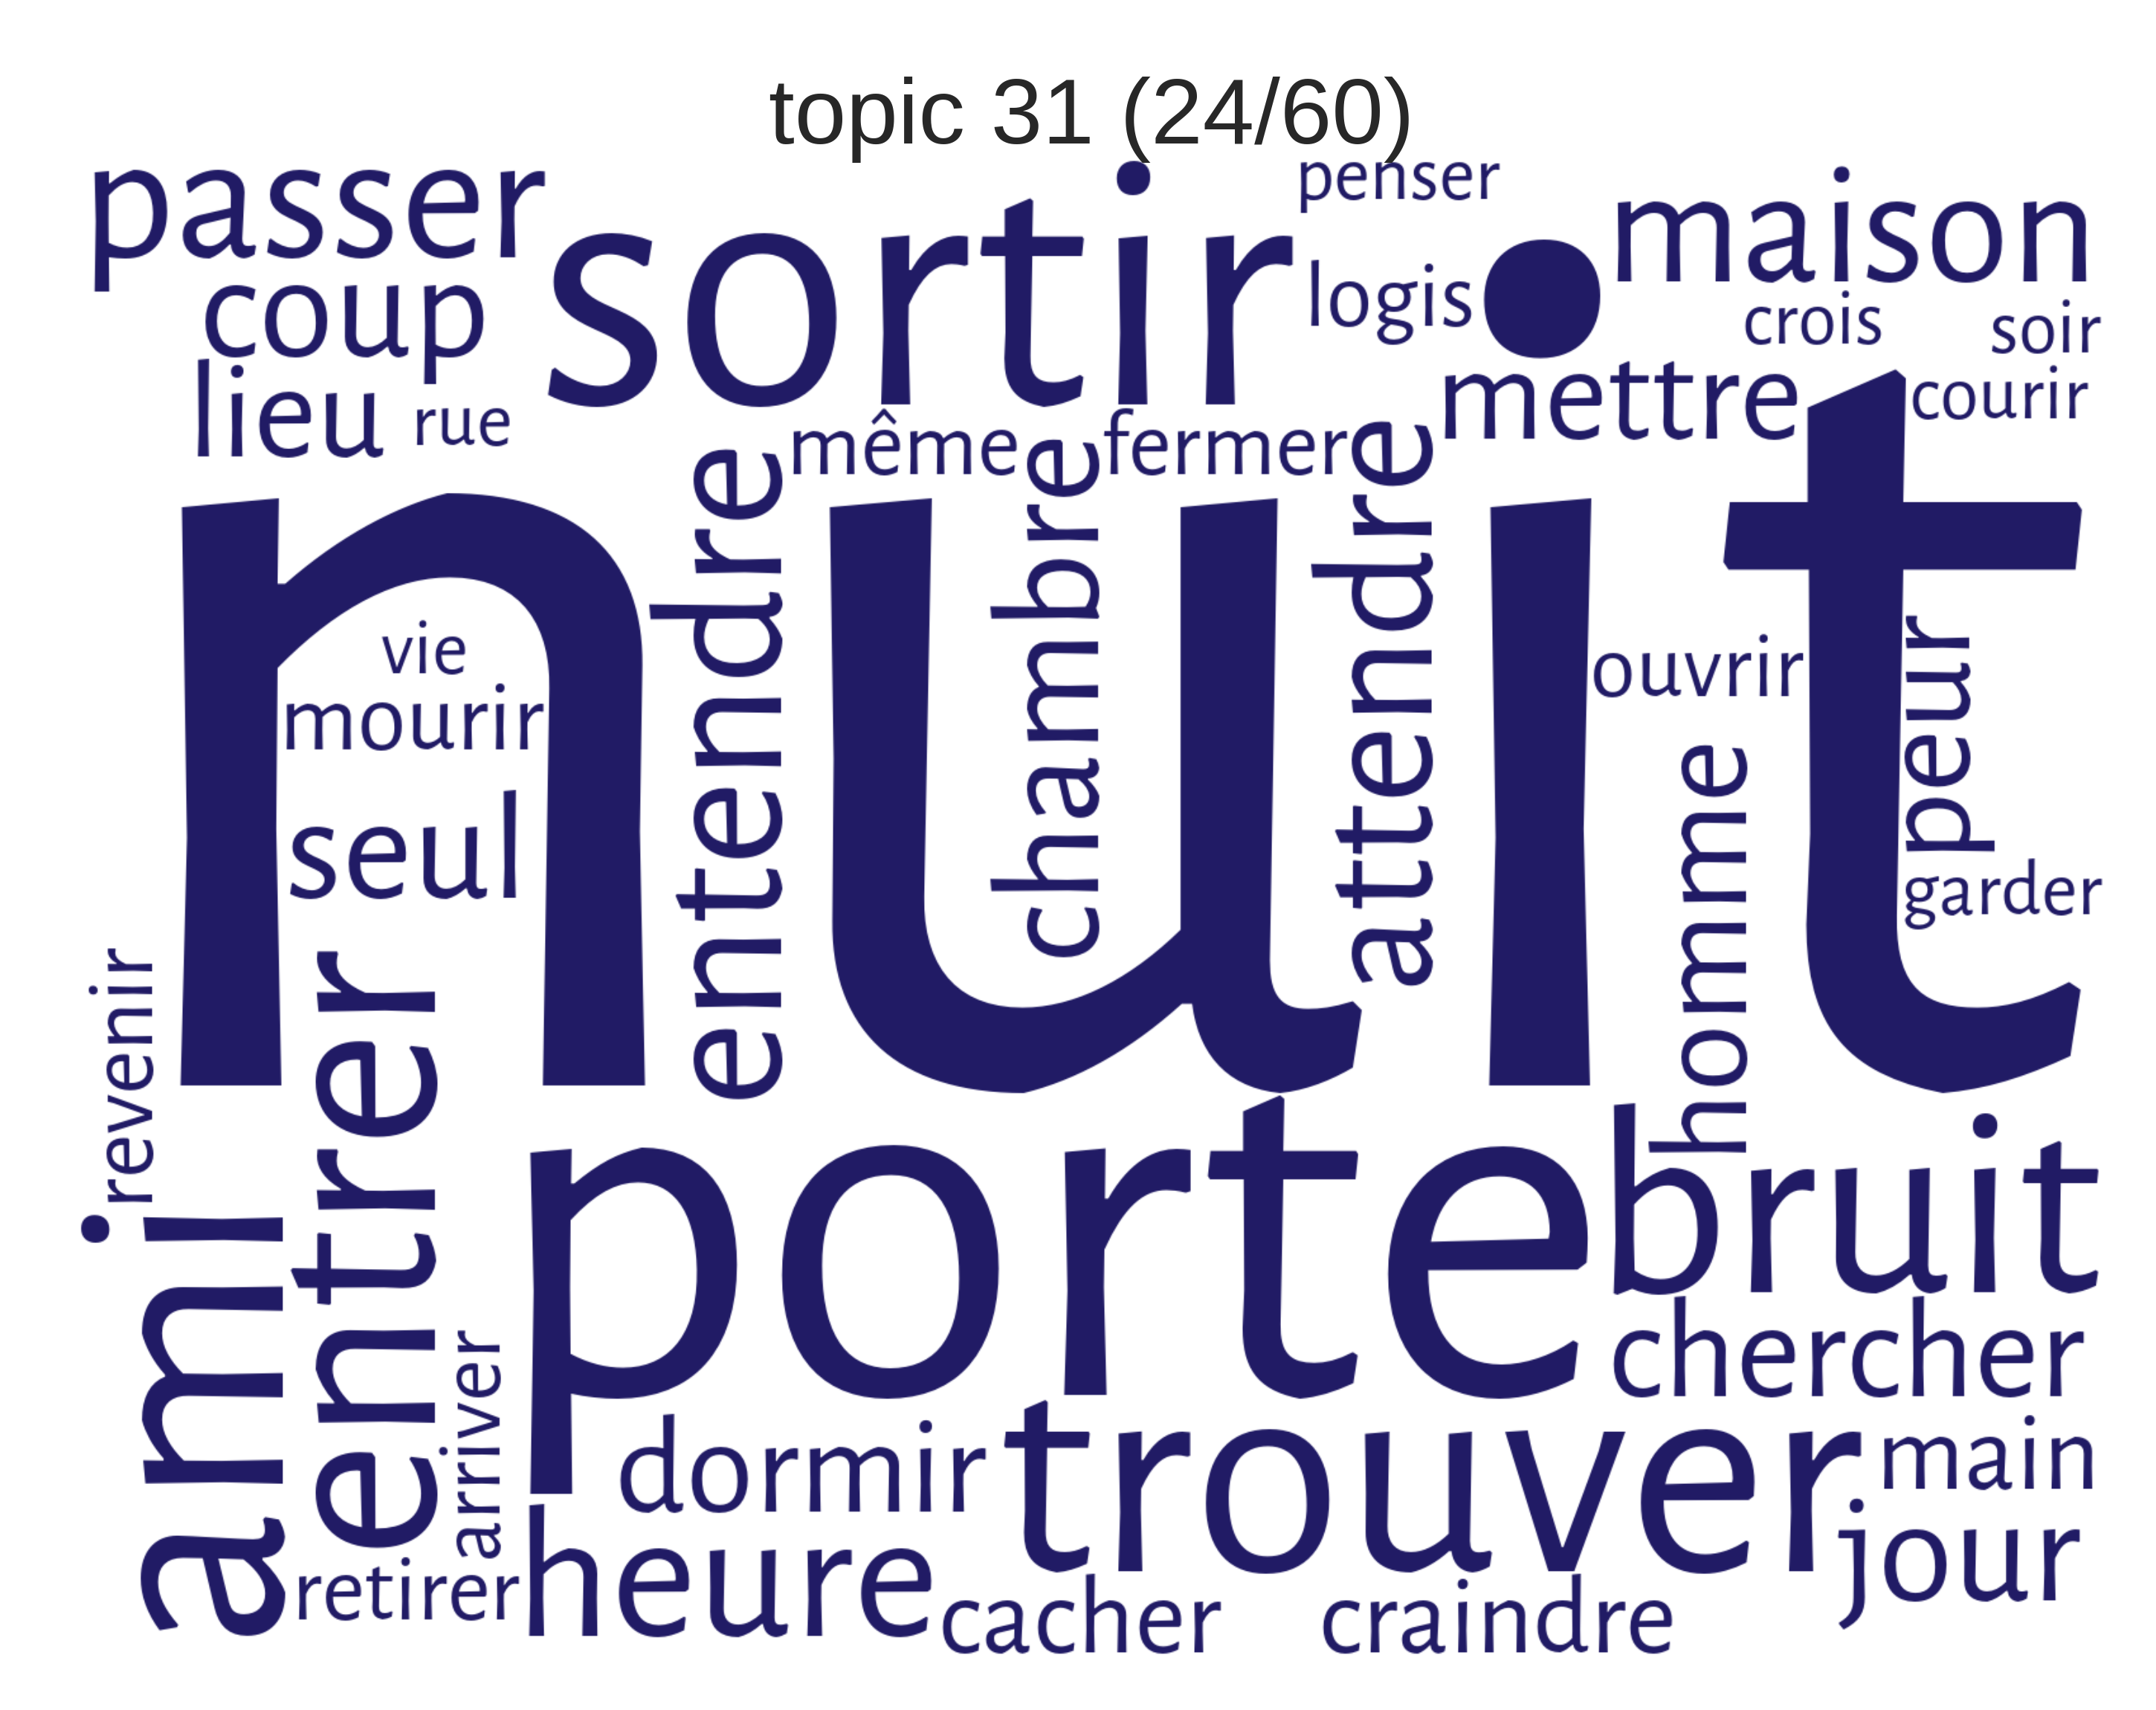 topic 31 (24/60)
passer
sortir
penser
maison
coup
logis
crois
soir
lieu
rue
même
fermer
mettre
courir
nuit
entendre
chambre
attendre
vie
mourir
seul
ouvrir
peur
homme
garder
revenir
ami
entrer
porte
bruit
arriver
chercher
dormir
trouver
main
retirer
heure
cacher
craindre
jour